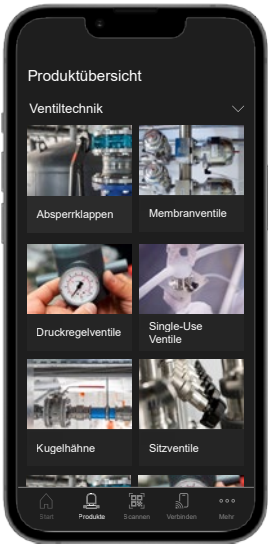 Produktübersicht
Ventiltechnik
Absperrklappen
Membranventile
Druckregelventile
Single-Use
Ventile
Kugelhähne
Sitzventile
Start
Produkte
Scannen
Verbinden
Mehr